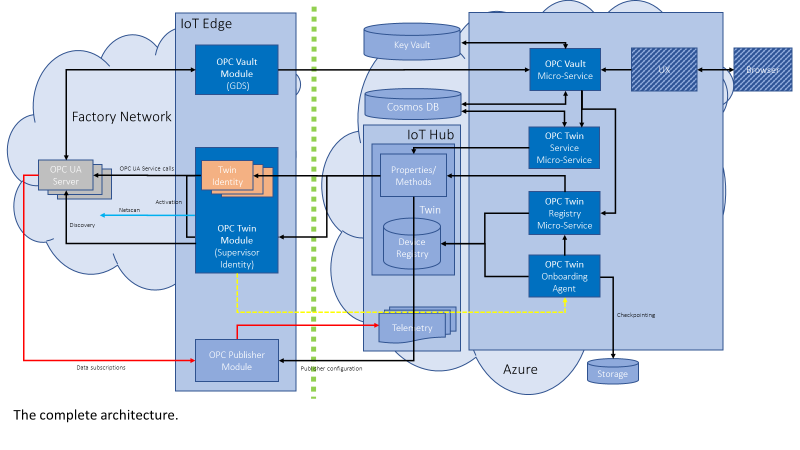 IoT Edge
OPC Vault
Module
(GDS)
Key Vault
OPC Vault
Micro-Service
UX
Browser
Cosmos DB
Factory Network
IoT Hub
OPC Twin
Service
Micro-Service
OPC UA
Server
OPC UA Service calls
Twin
Identity
Properties/
Methods
Activation
Netscan
Discovery
Twin
OPC Twin
Registry
Micro-Service
OPC Twin
Module
(Supervisor
Identity)
Device
Registry
OPC Twin
Onboarding
Agent
Checkpointing
Telemetry
OPC Publisher
Module
Data subscriptions
Publisher configuration
Azure
Storage
The complete architecture.